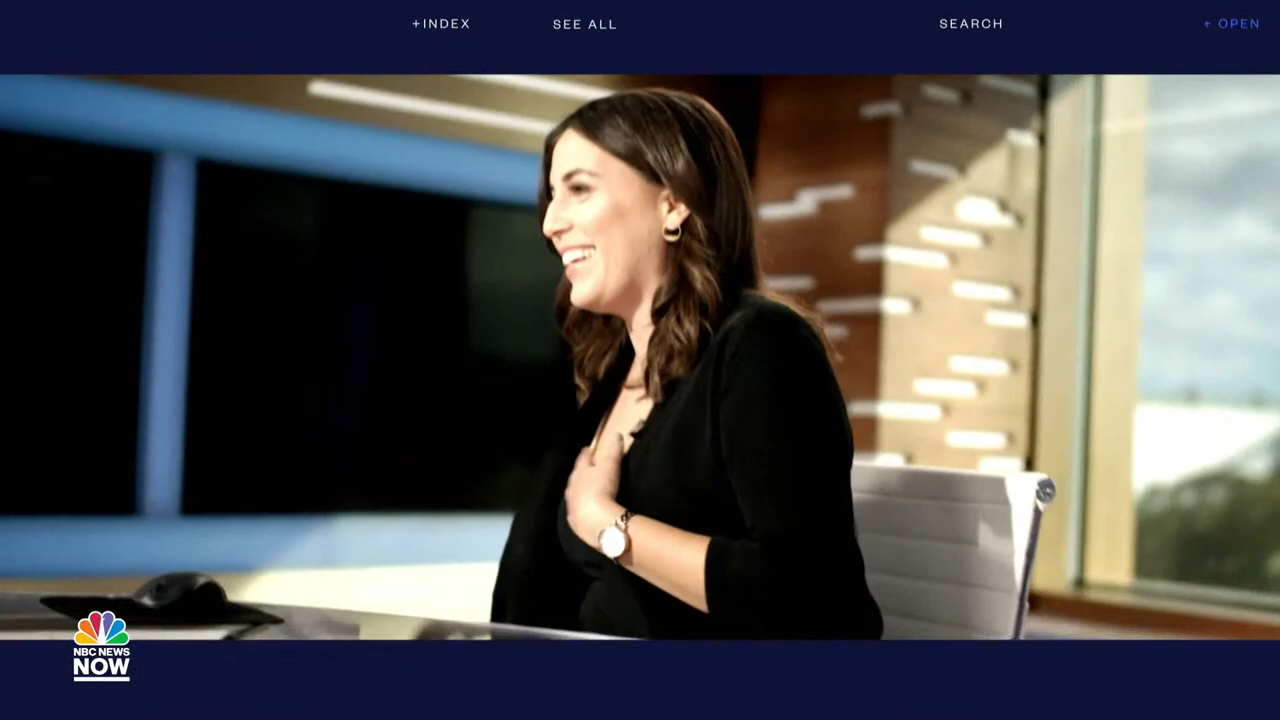 +INDEX
SEE ALL
SEARCH
↑ OPEN
NBC NEWS
NOW